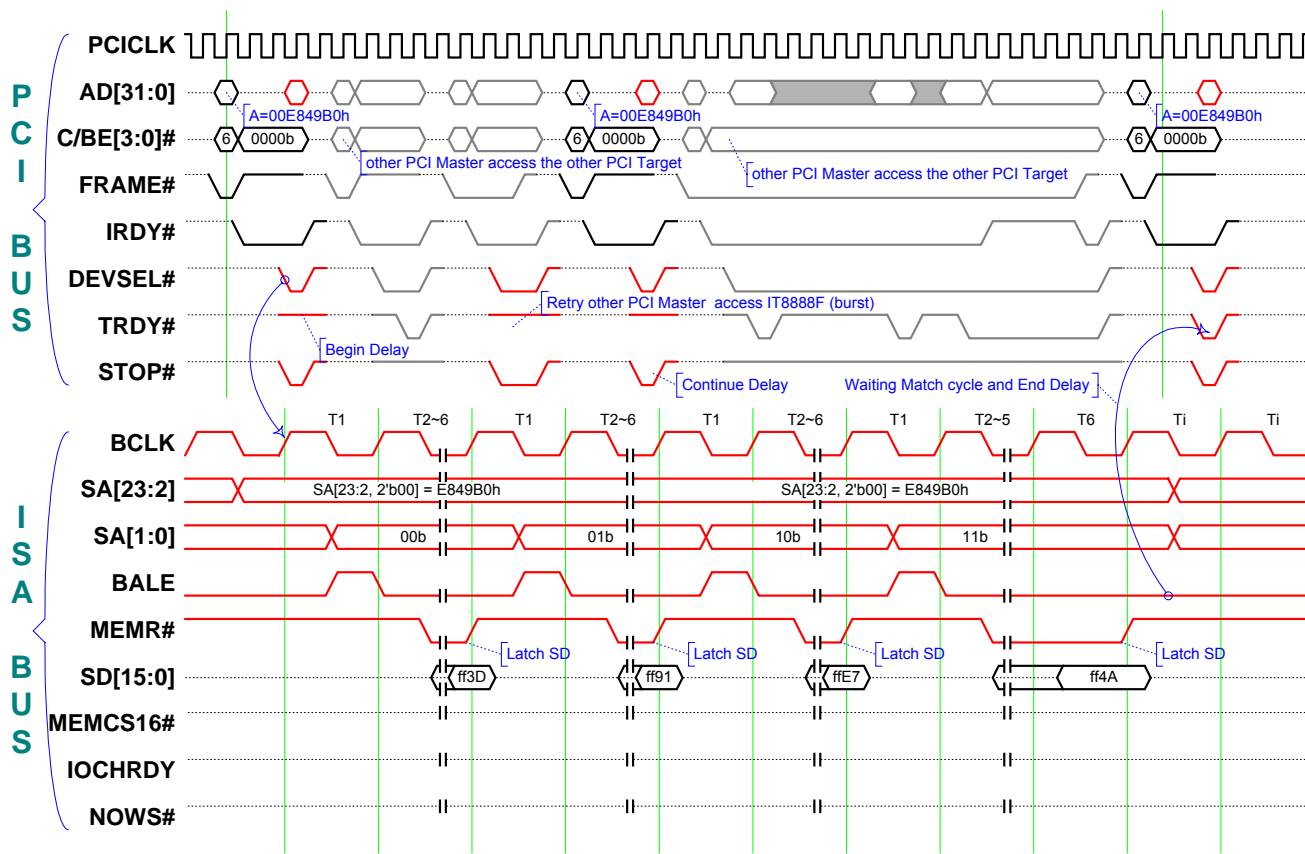 PCI BUS
PCICLK
AD[31:0]
A=00E849B0h A=00E849B0h A=00E849B0h
C/BE[3:0]# 6 0000b 6 0000b 6 0000b
other PCI Master access the other PCI Target
other PCI Master access the other PCI Target
FRAME#
IRDY#
DEVSEL#
Retry other PCI Master access IT8888F (burst)
TRDY#
Begin Delay
STOP#
Continue Delay Waiting Match cycle and End Delay
ISA BUS
T1 T2~6 T1 T2~6 T1 T2~6 T1 T2~5 T6 Ti Ti
BCLK
SA[23:2] SA[23:2, 2'b00] = E849B0h SA[23:2, 2'b00] = E849B0h
SA[1:0] 00b 01b 10b 11b
BALE
MEMR#
Latch SD Latch SD Latch SD Latch SD
SD[15:0] ff3D ff91 ffE7 ff4A
MEMCS16#
IOCHRDY
NOWS#